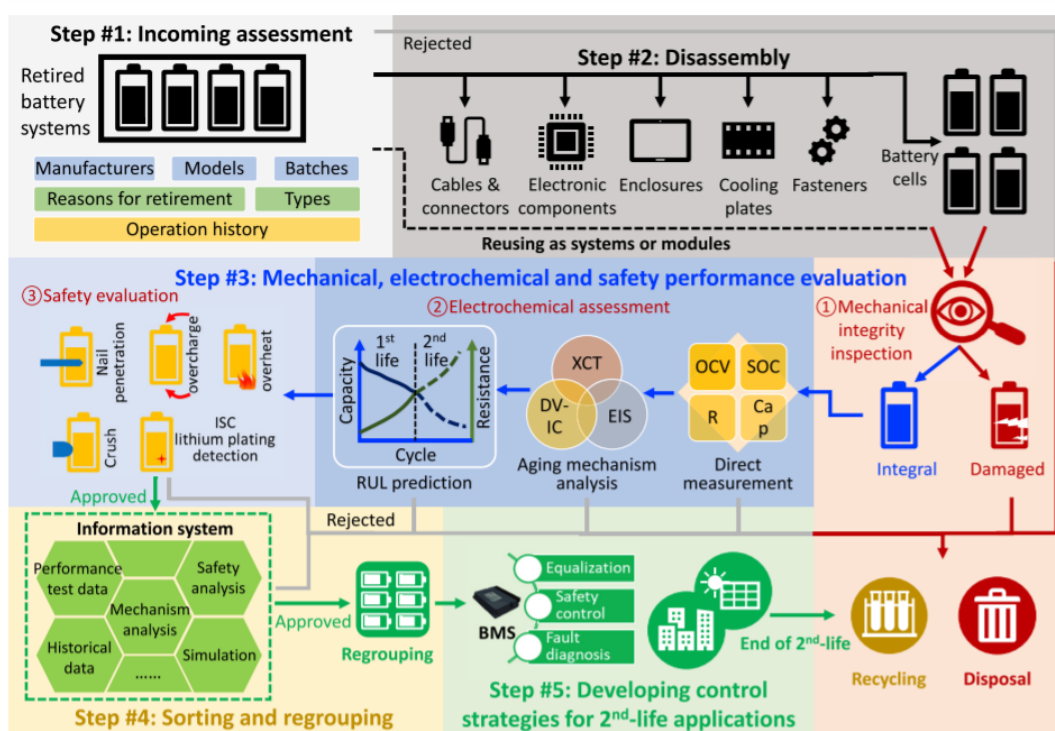 Step #1: Incoming assessment
Retired
battery
systems
Manufacturers
Models
Batches
Reasons for retirement
Types
Operation history
Rejected
Step #2: Disassembly
Cables &
connectors
Electronic
components
Enclosures
Cooling
plates
Fasteners
Battery
cells
Reusing as systems or modules
Step #3: Mechanical, electrochemical and safety performance evaluation
①Mechanical
integrity
inspection
Integral
Damaged
②Electrochemical assessment
OCV
SOC
R
Ca
p
Direct
measurement
XCT
DV-
IC
EIS
Aging mechanism
analysis
1st
life
2nd
life
Capacity
Resistance
Cycle
RUL prediction
③Safety evaluation
Nail
penetration
overcharge
overheat
Crush
ISC
lithium plating
detection
Approved
Rejected
Information system
Performance
test data
Safety
analysis
Mechanism
analysis
Historical
data
Simulation
......
Approved
Regrouping
Step #4: Sorting and regrouping
BMS
Equalization
Safety
control
Fault
diagnosis
End of 2nd-life
Step #5: Developing control
strategies for 2nd-life applications
Recycling
Disposal